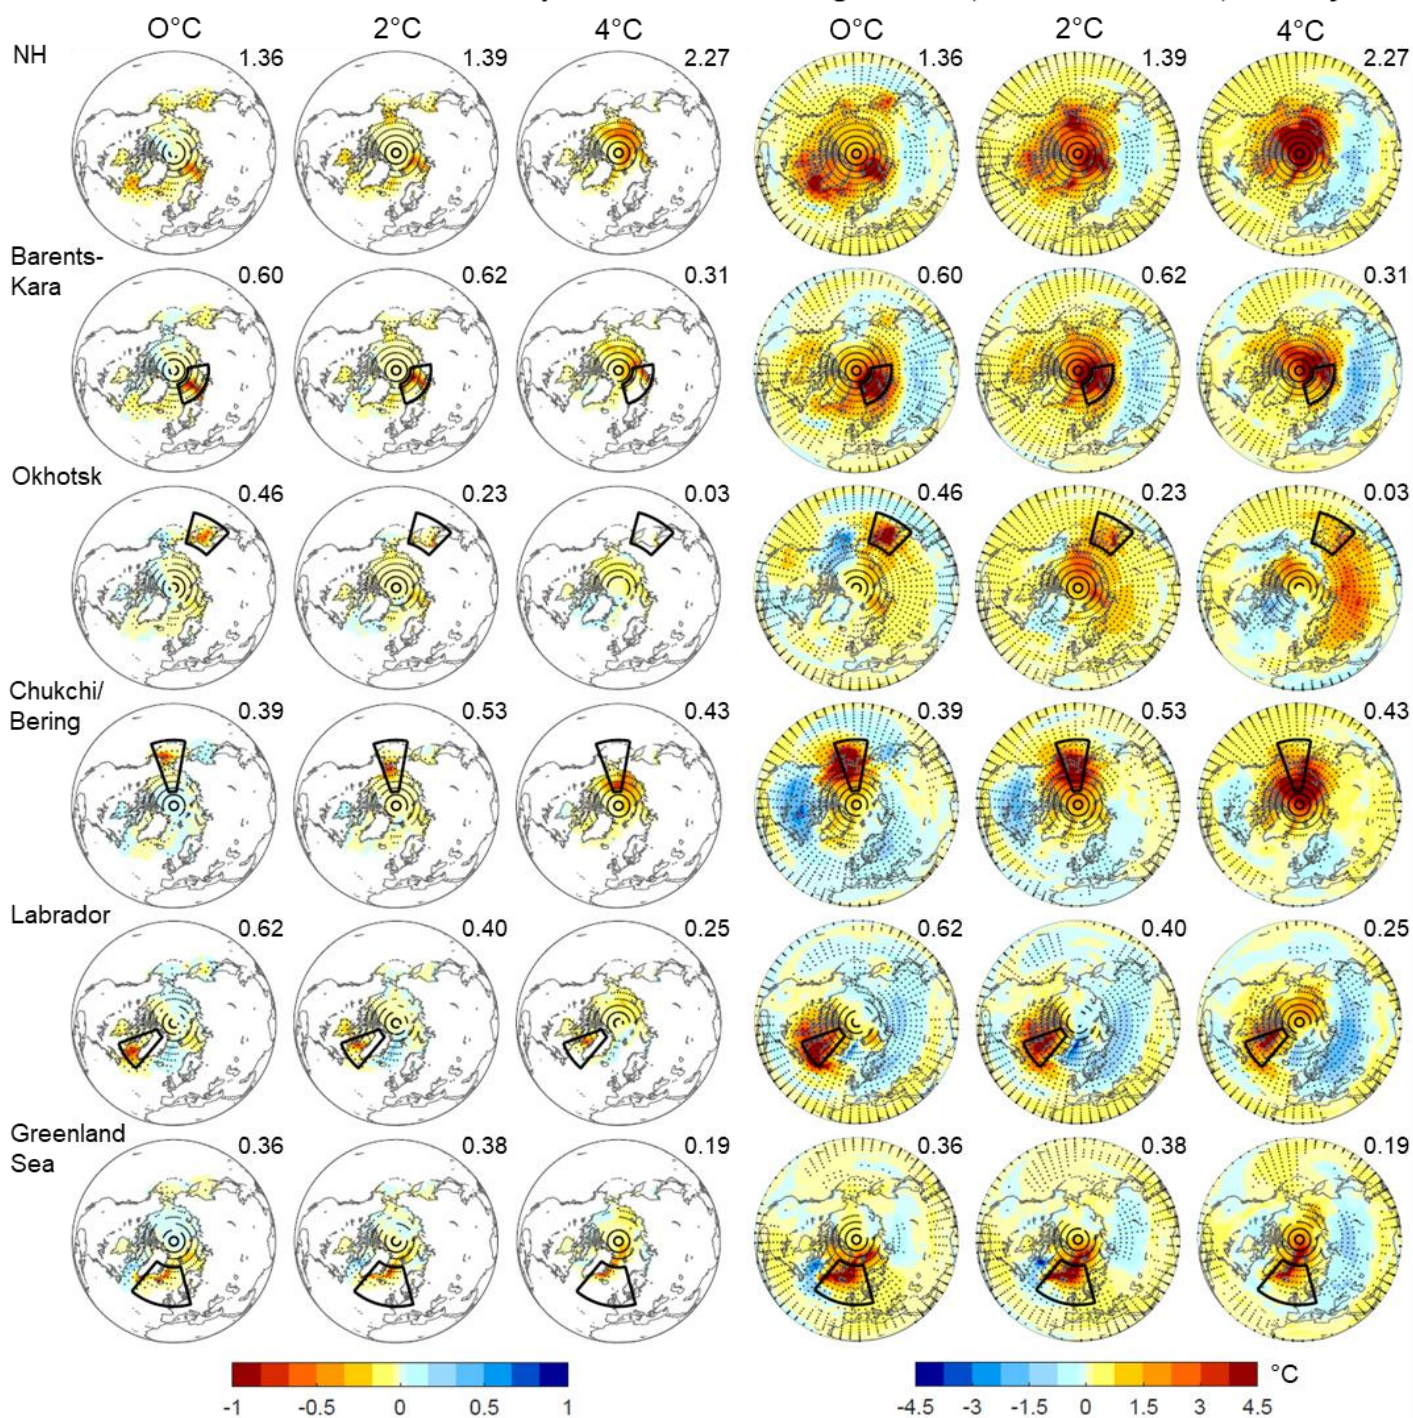 0°C 2°C 4°C 0°C 2°C 4°C
NH 1.36 1.39 2.27 1.36 1.39 2.27
Barents-
Kara 0.60 0.62 0.31 0.60 0.62 0.31
Okhotsk 0.46 0.23 0.03 0.46 0.23 0.03
Chukchi/
Bering 0.39 0.53 0.43 0.39 0.53 0.43
Labrador 0.62 0.40 0.25 0.62 0.40 0.25
Greenland
Sea 0.36 0.38 0.19 0.36 0.38 0.19
°C
-1 -0.5 0 0.5 1 -4.5 -3 -1.5 0 1.5 3 4.5